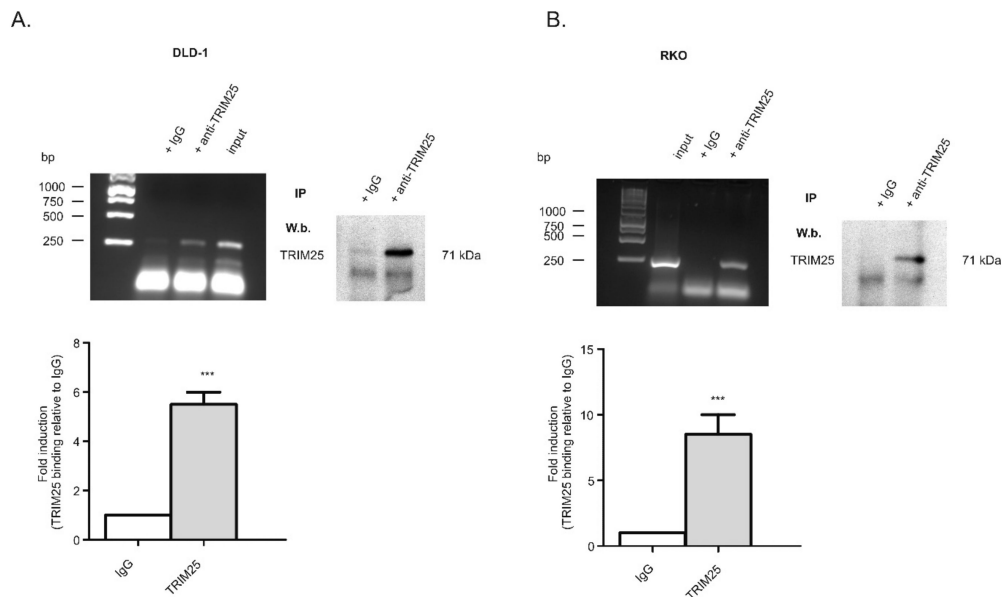 A.
DLD-1
+ IgG
+ anti-TRIM25
input
bp
1000
750
500
250
IP
+ IgG
+ anti-TRIM25
W.b.
TRIM25
71 kDa
Fold induction
(TRIM25 binding relative to IgG)
8
6
4
2
0
***
IgG
TRIM25
B.
RKO
input
+ IgG
+ anti-TRIM25
bp
1000
750
500
250
IP
+ IgG
+ anti-TRIM25
W.b.
TRIM25
71 kDa
Fold induction
(TRIM25 binding relative to IgG)
15
10
5
0
***
IgG
TRIM25